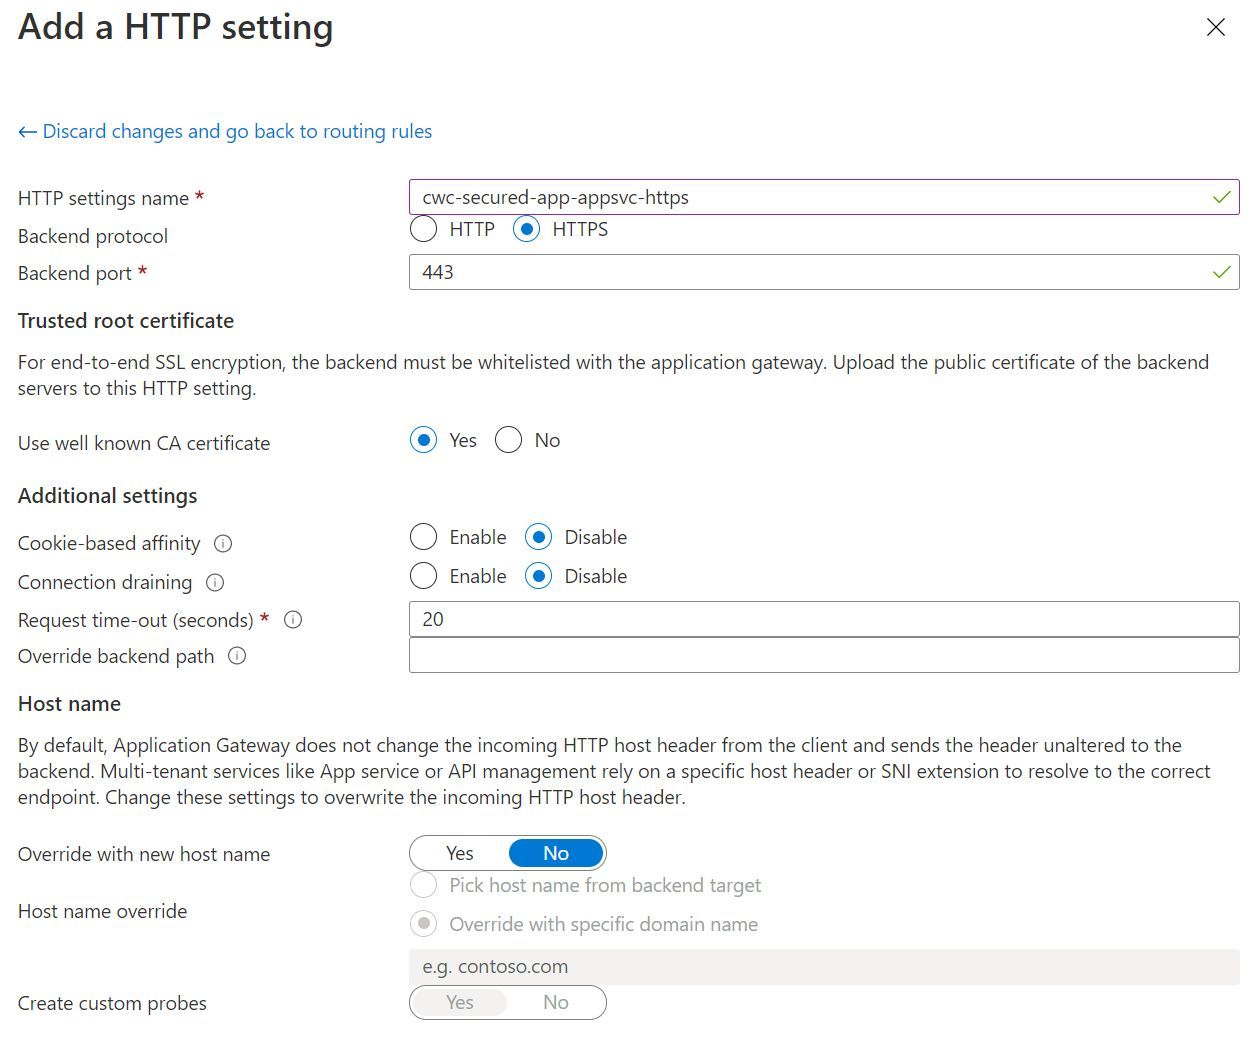 Add a HTTP setting
← Discard changes and go back to routing rules
HTTP settings name * cwc-secured-app-appsvc-https
Backend protocol HTTP HTTPS
Backend port * 443
Trusted root certificate
For end-to-end SSL encryption, the backend must be whitelisted with the application gateway. Upload the public certificate of the backend
servers to this HTTP setting.
Use well known CA certificate Yes No
Additional settings
Cookie-based affinity Enable Disable
Connection draining Enable Disable
Request time-out (seconds) * 20
Override backend path
Host name
By default, Application Gateway does not change the incoming HTTP host header from the client and sends the header unaltered to the
backend. Multi-tenant services like App service or API management rely on a specific host header or SNI extension to resolve to the correct
endpoint. Change these settings to overwrite the incoming HTTP host header.
Override with new host name Yes No
Pick host name from backend target
Host name override
Override with specific domain name
e.g. contoso.com
Create custom probes Yes No